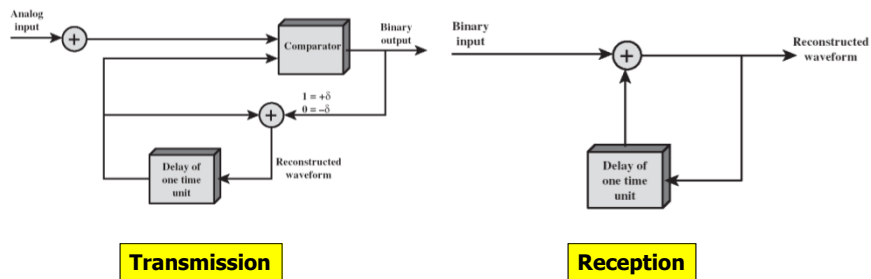 Analog
input
+
Comparator
Binary
output
1 = +δ
0 = –δ
+
Delay of
one time
unit
Reconstructed
waveform
Transmission
Binary
input
+
Reconstructed
waveform
Delay of
one time
unit
Reception